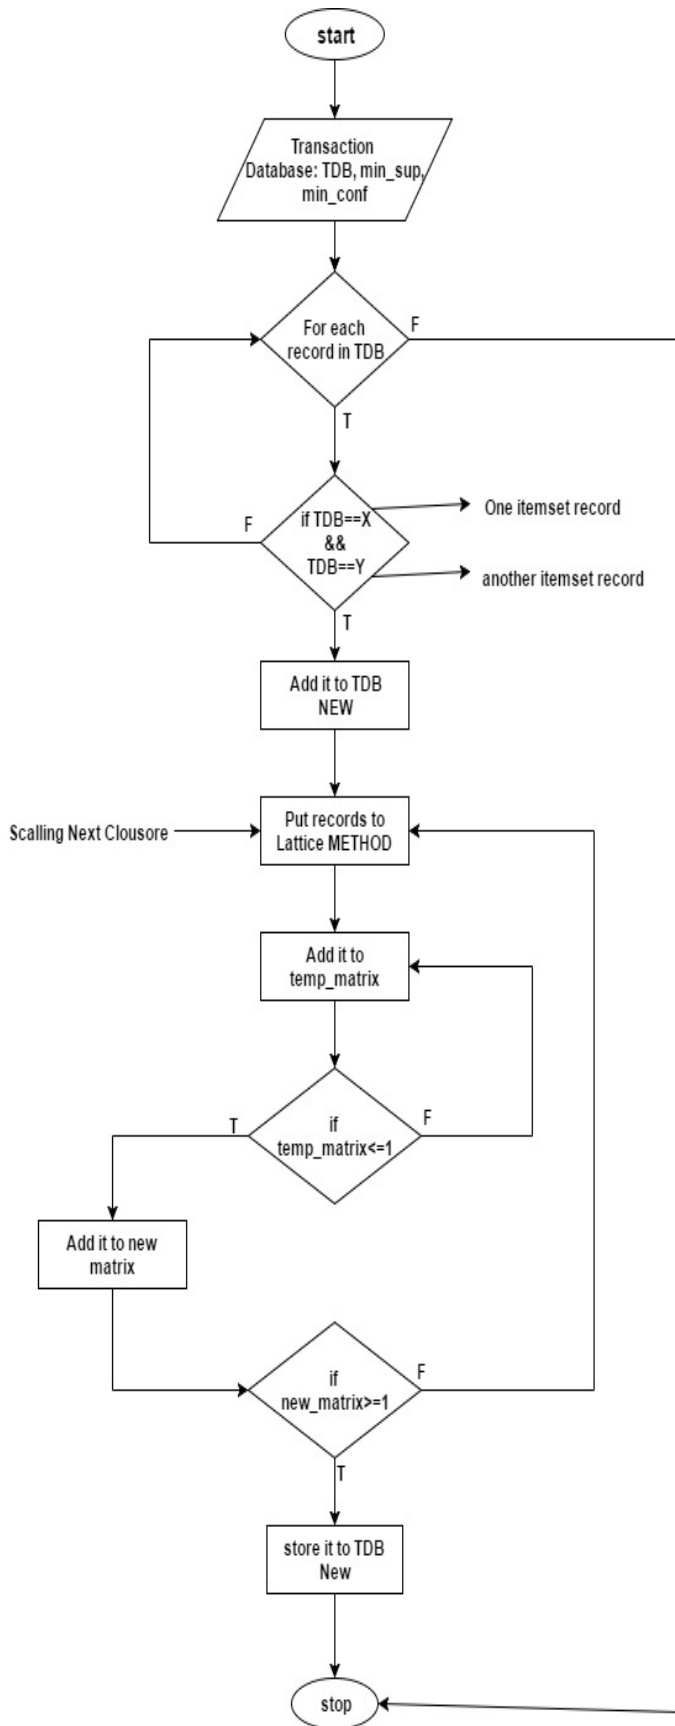 start
Transaction
Database: TDB, min_sup,
min_conf
For each
record in TDB
F
T
if TDB==X
&&
TDB==Y
F
One itemset record
another itemset record
T
Add it to TDB
NEW
Scalling Next Clousore
Put records to
Lattice METHOD
Add it to
temp_matrix
if
temp_matrix<=1
T
F
Add it to new
matrix
if
new_matrix>=1
F
T
store it to TDB
New
stop